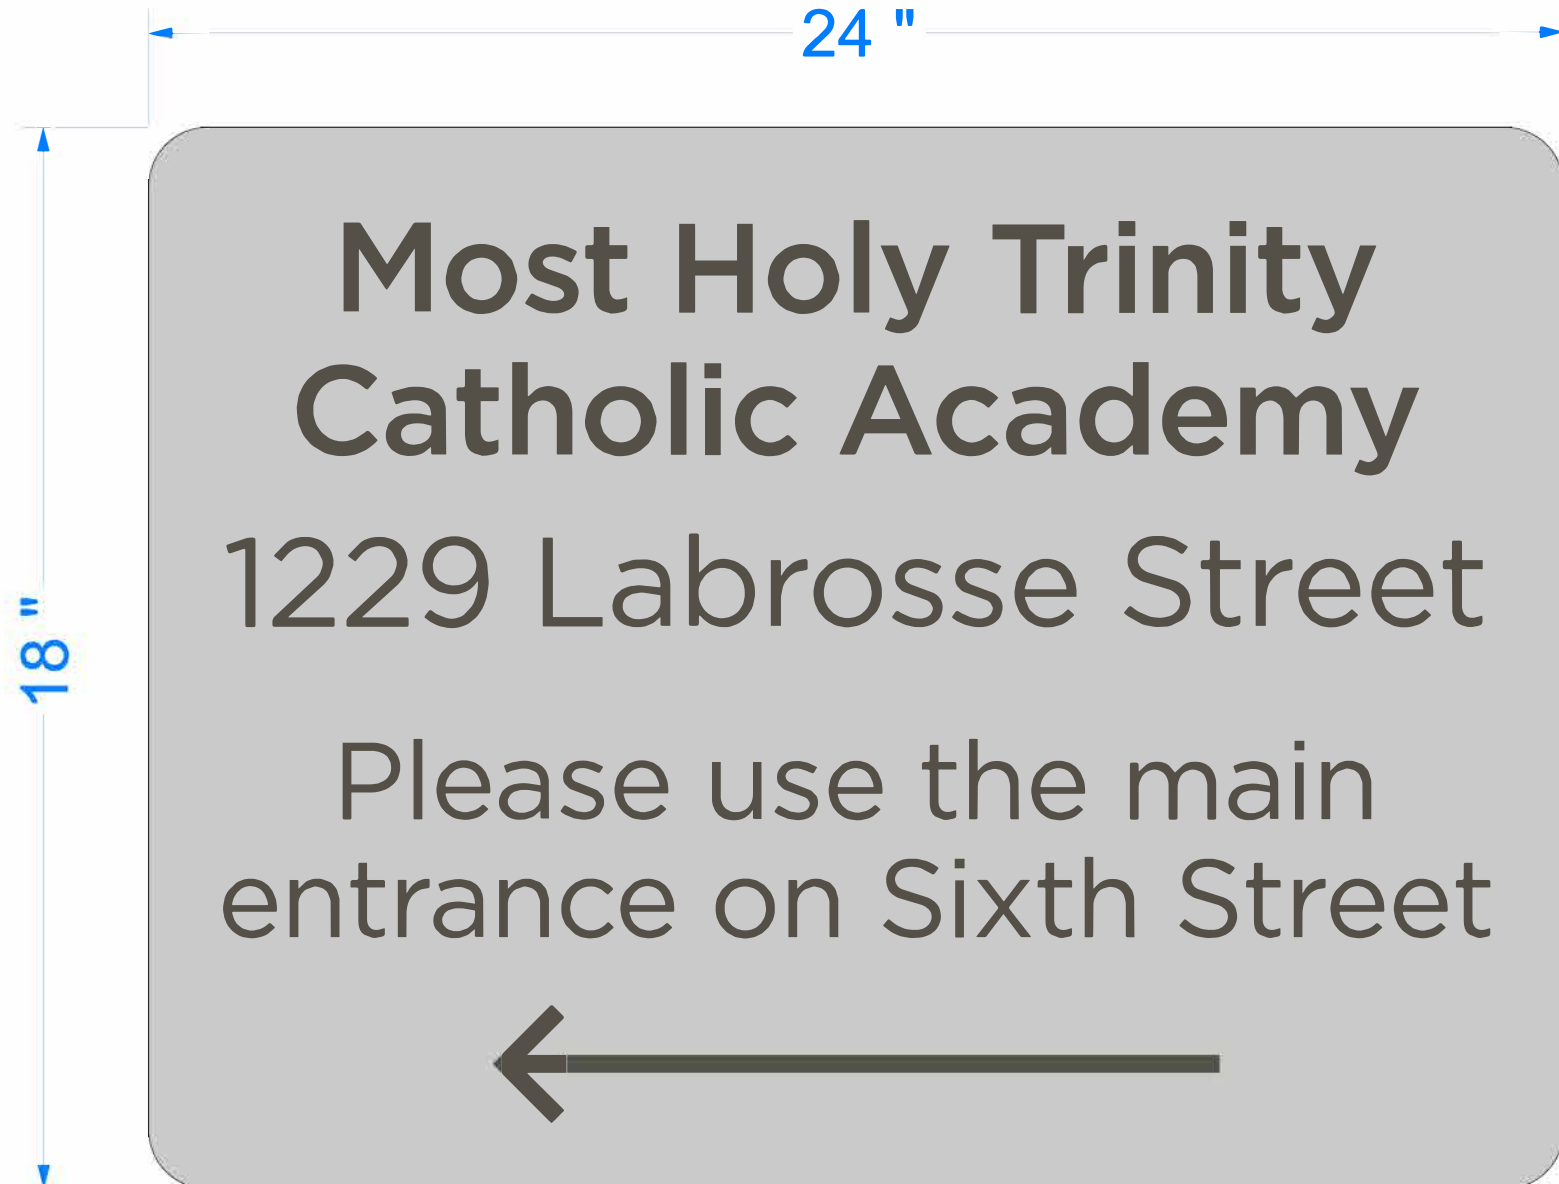 24 "
18 "
Most Holy Trinity
Catholic Academy
1229 Labrosse Street
Please use the main
entrance on Sixth Street